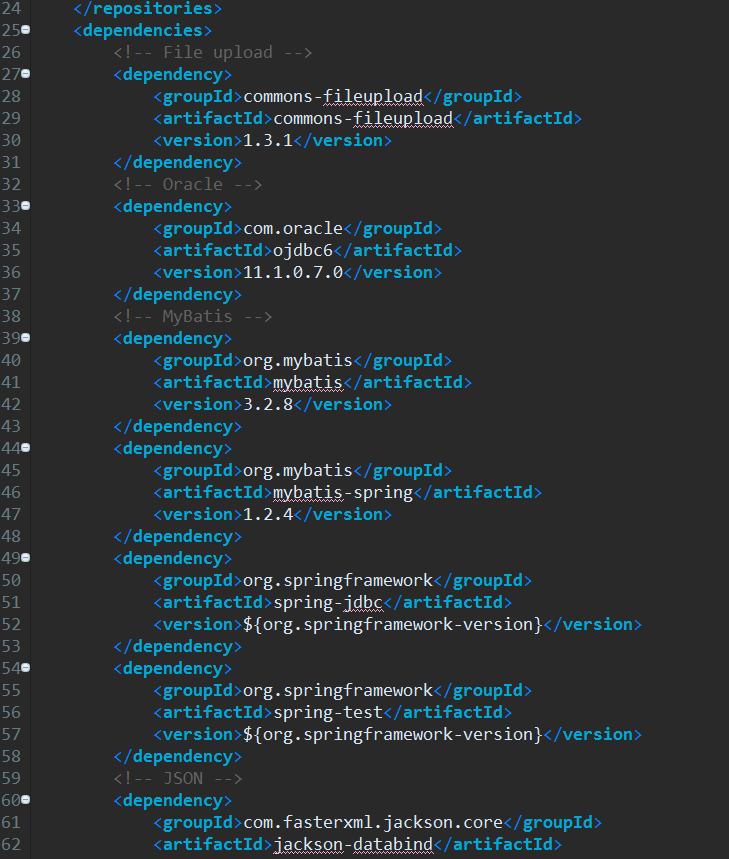 24 </repositories>
25 <dependencies>
26 <!-- File upload -->
27 <dependency>
28 <groupId>commons-fileupload</groupId>
29 <artifactId>commons-fileupload</artifactId>
30 <version>1.3.1</version>
31 </dependency>
32 <!-- Oracle -->
33 <dependency>
34 <groupId>com.oracle</groupId>
35 <artifactId>ojdbc6</artifactId>
36 <version>11.1.0.7.0</version>
37 </dependency>
38 <!-- MyBatis -->
39 <dependency>
40 <groupId>org.mybatis</groupId>
41 <artifactId>mybatis</artifactId>
42 <version>3.2.8</version>
43 </dependency>
44 <dependency>
45 <groupId>org.mybatis</groupId>
46 <artifactId>mybatis-spring</artifactId>
47 <version>1.2.4</version>
48 </dependency>
49 <dependency>
50 <groupId>org.springframework</groupId>
51 <artifactId>spring-jdbc</artifactId>
52 <version>${org.springframework-version}</version>
53 </dependency>
54 <dependency>
55 <groupId>org.springframework</groupId>
56 <artifactId>spring-test</artifactId>
57 <version>${org.springframework-version}</version>
58 </dependency>
59 <!-- JSON -->
60 <dependency>
61 <groupId>com.fasterxml.jackson.core</groupId>
62 <artifactId>jackson-databind</artifactId>